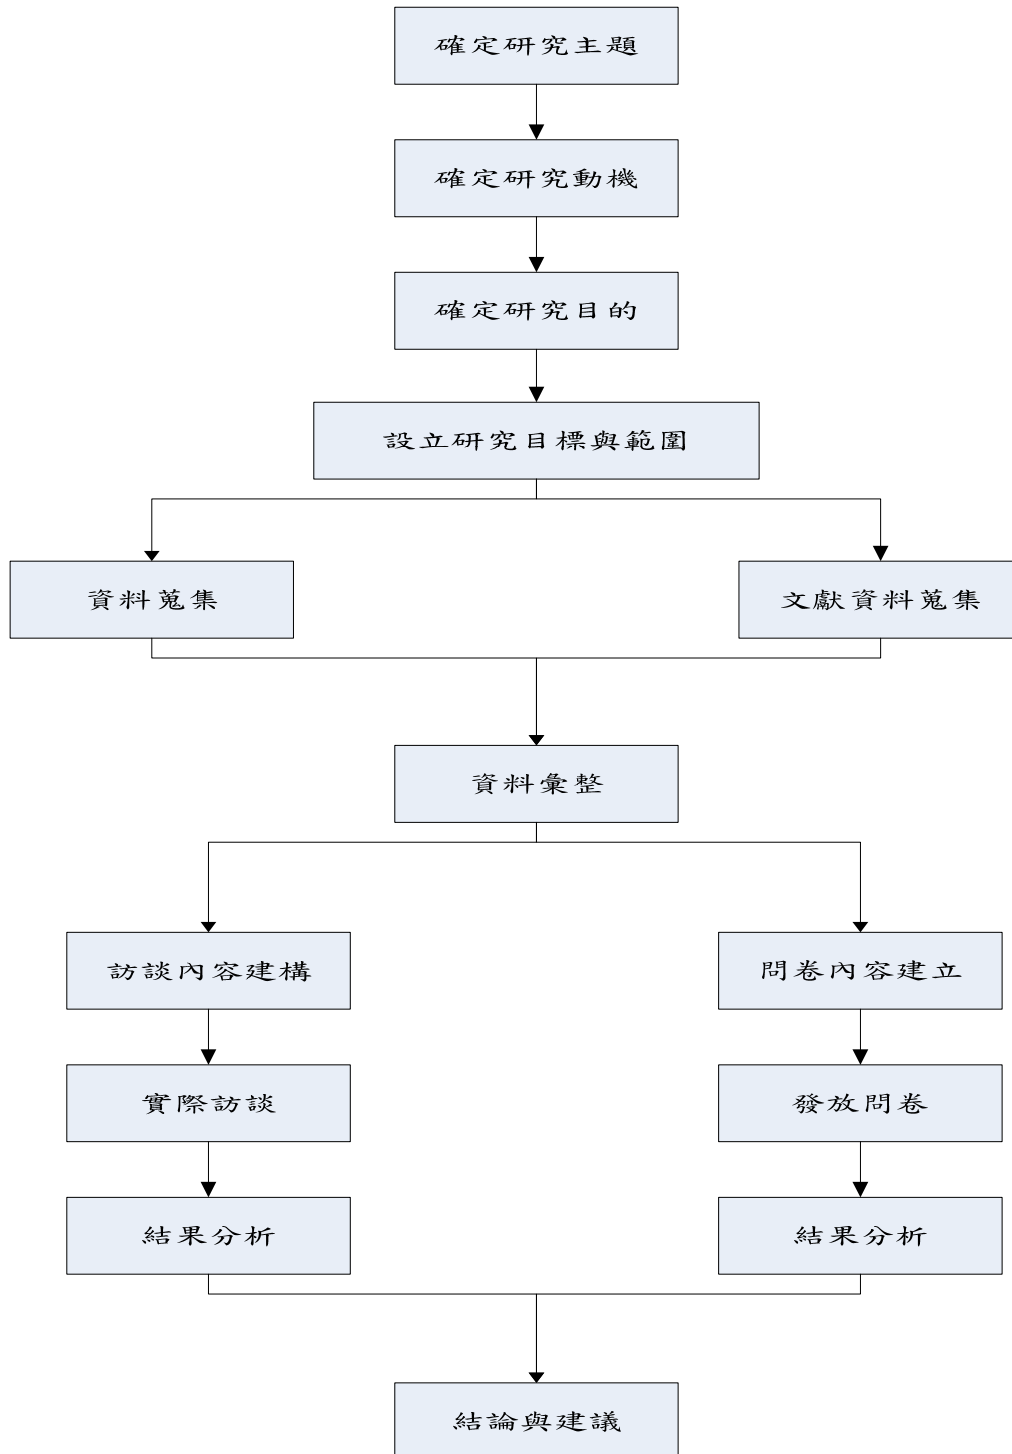 確定研究主題
確定研究動機
確定研究目的
設立研究目標與範圍
資料蒐集
文獻資料蒐集
資料彙整
訪談內容建構
問卷內容建立
實際訪談
發放問卷
結果分析
結果分析
結論與建議